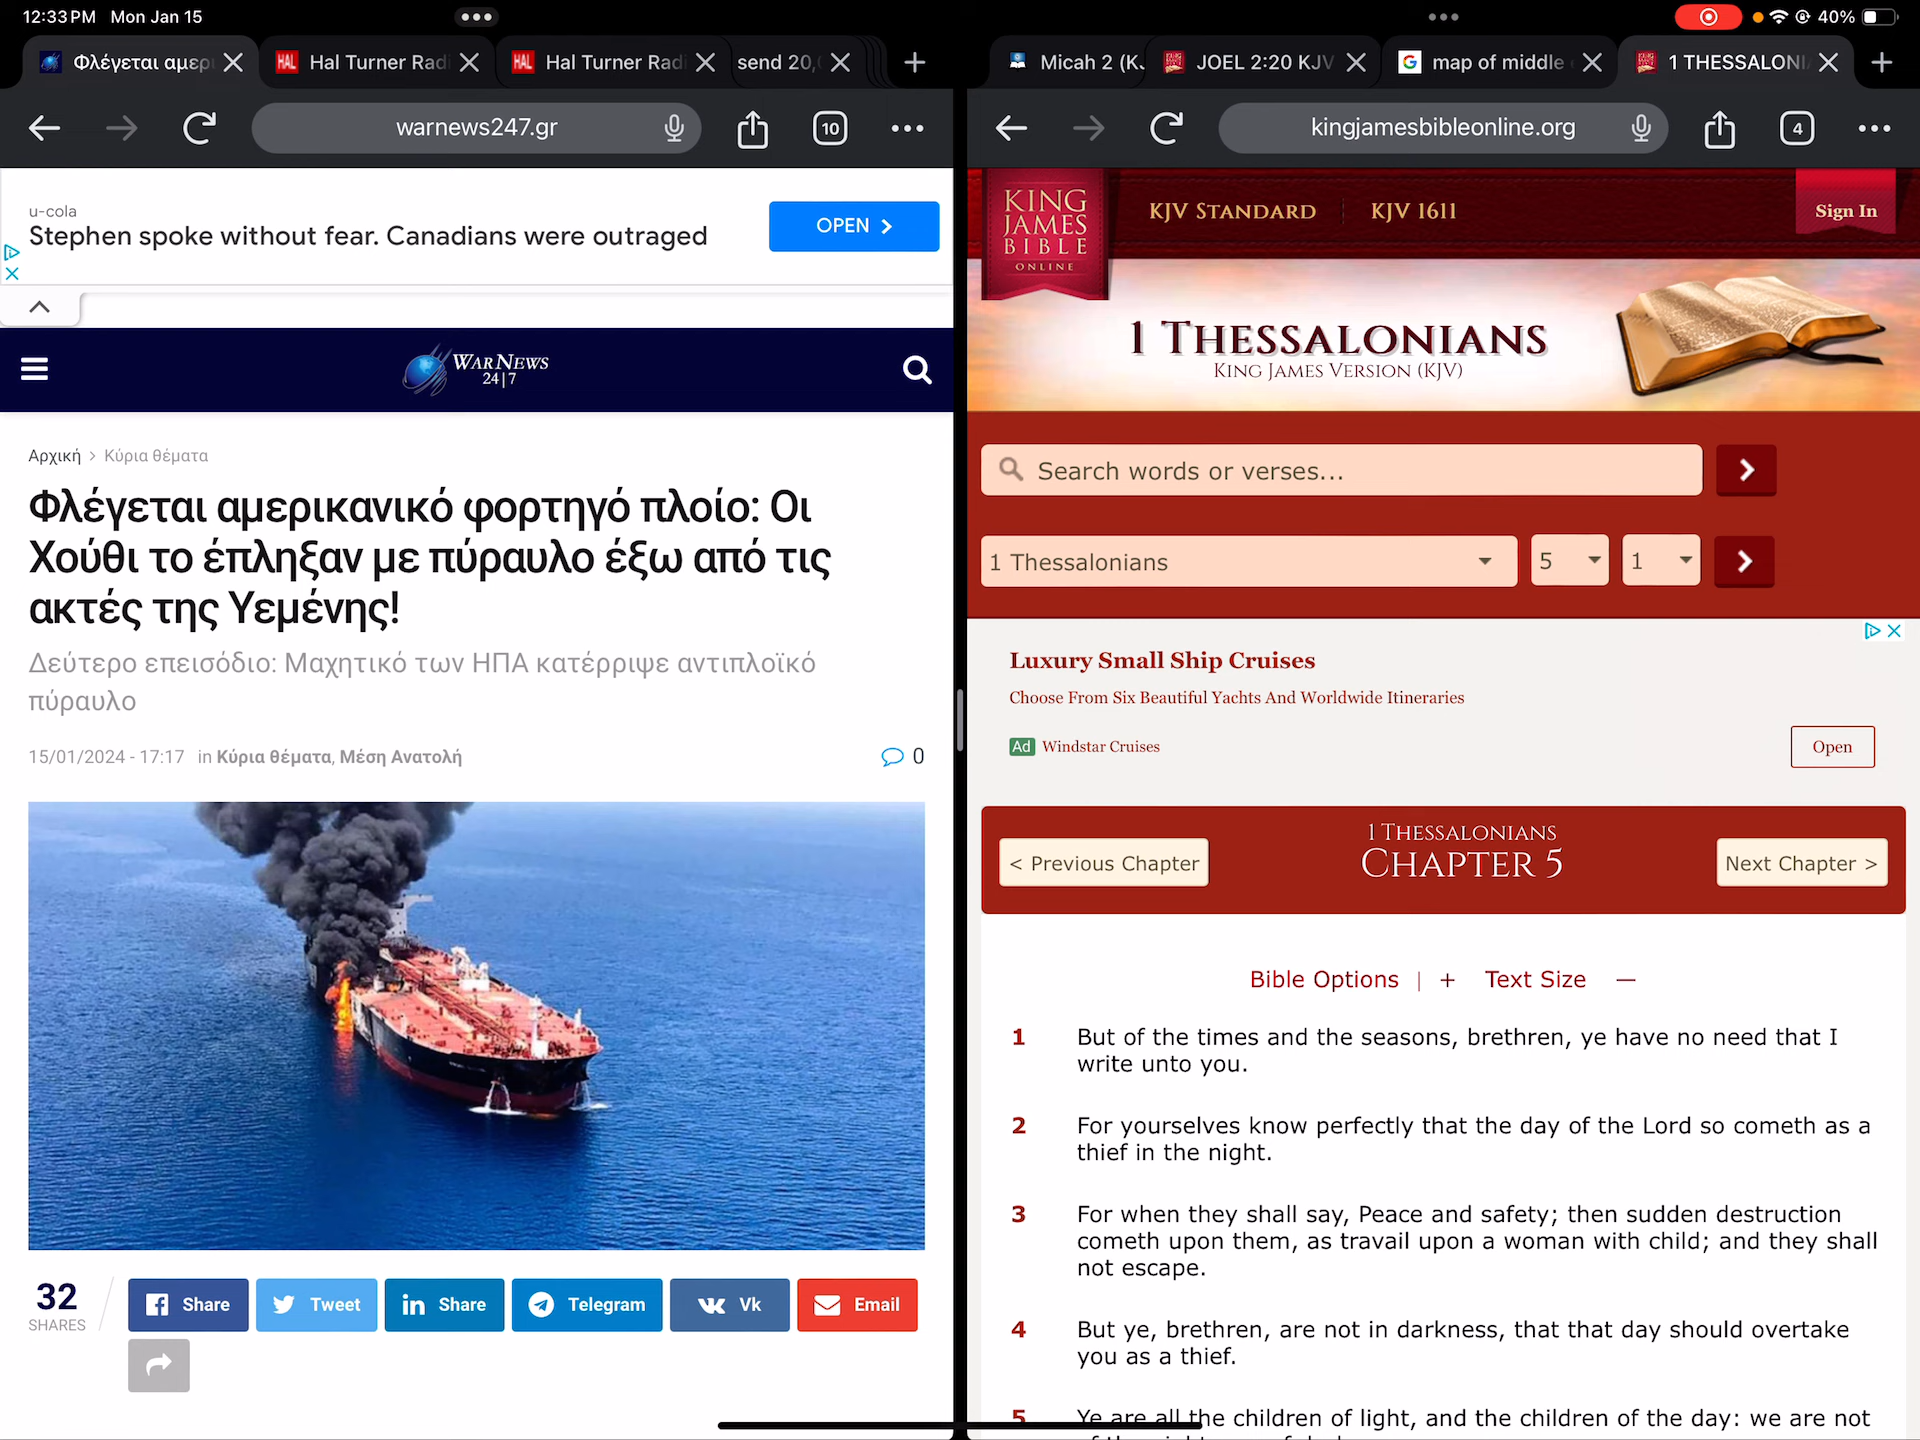 12:33 PM Mon Jan 15
40%
Φλέγεται αμερι
Hal Turner Radi
Hal Turner Radi
send 20,
warnews247.gr
10
u-cola
Stephen spoke without fear. Canadians were outraged
OPEN >
WAR NEWS
24|7
Αρχική > Κύρια θέματα
Φλέγεται αμερικανικό φορτηγό πλοίο: Οι
Χούθι το έπληξαν με πύραυλο έξω από τις
ακτές της Υεμένης!
Δεύτερο επεισόδιο: Μαχητικό των ΗΠΑ κατέρριψε αντιπλοϊκό
πύραυλο
15/01/2024 - 17:17 in Κύρια θέματα, Μέση Ανατολή
0
32
SHARES
Share
Tweet
Share
Telegram
Vk
Email
Micah 2 (KJ
JOEL 2:20 KJV
map of middle
1 THESSALONI
kingjamesbibleonline.org
4
KING
JAMES
BIBLE
ONLINE
KJV STANDARD
KJV 1611
Sign In
1 THESSALONIANS
KING JAMES VERSION (KJV)
Search words or verses...
1 Thessalonians
5
1
Luxury Small Ship Cruises
Choose From Six Beautiful Yachts And Worldwide Itineraries
Ad Windstar Cruises
Open
< Previous Chapter
1 THESSALONIANS
CHAPTER 5
Next Chapter >
Bible Options | + Text Size —
1 But of the times and the seasons, brethren, ye have no need that I
write unto you.
2 For yourselves know perfectly that the day of the Lord so cometh as a
thief in the night.
3 For when they shall say, Peace and safety; then sudden destruction
cometh upon them, as travail upon a woman with child; and they shall
not escape.
4 But ye, brethren, are not in darkness, that that day should overtake
you as a thief.
5 Ye are all the children of light, and the children of the day: we are not